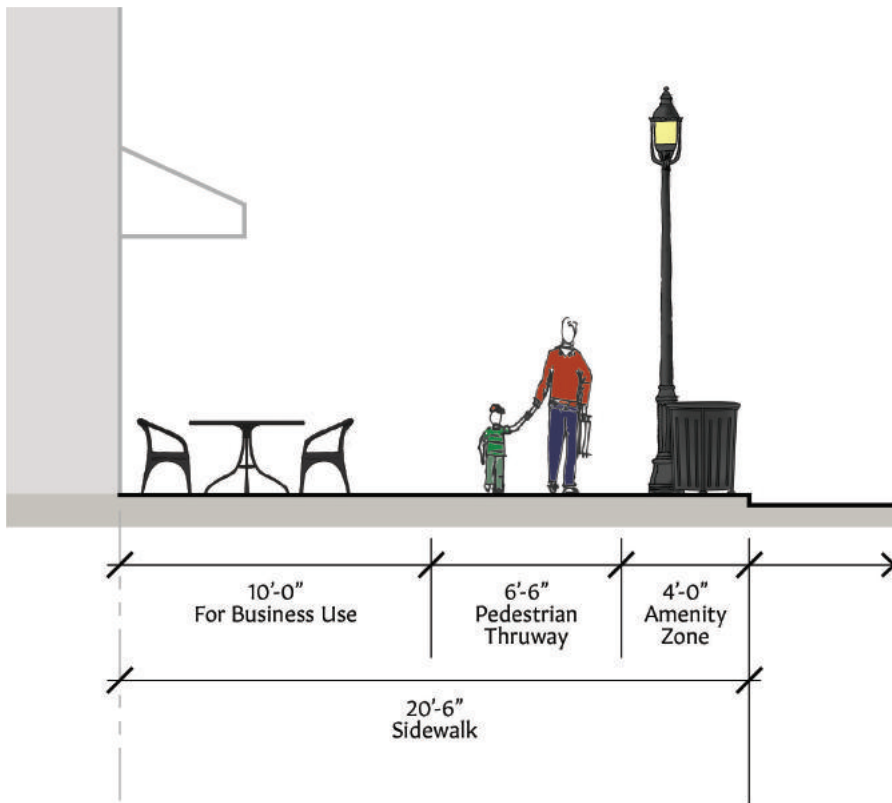 10’-0”
For Business Use
6’-6”
Pedestrian
Thruway
4’-0”
Amenity
Zone
20’-6”
Sidewalk